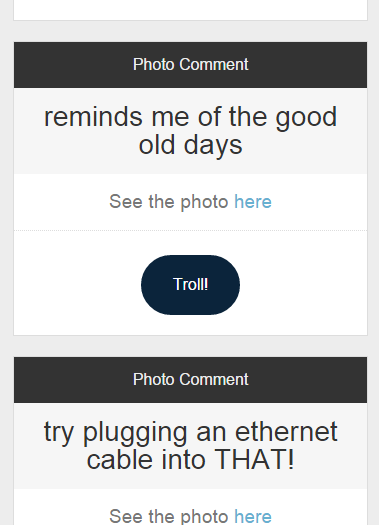 Photo Comment
reminds me of the good
old days
See the photo here
Troll!
Photo Comment
try plugging an ethernet
cable into THAT!
See the photo here